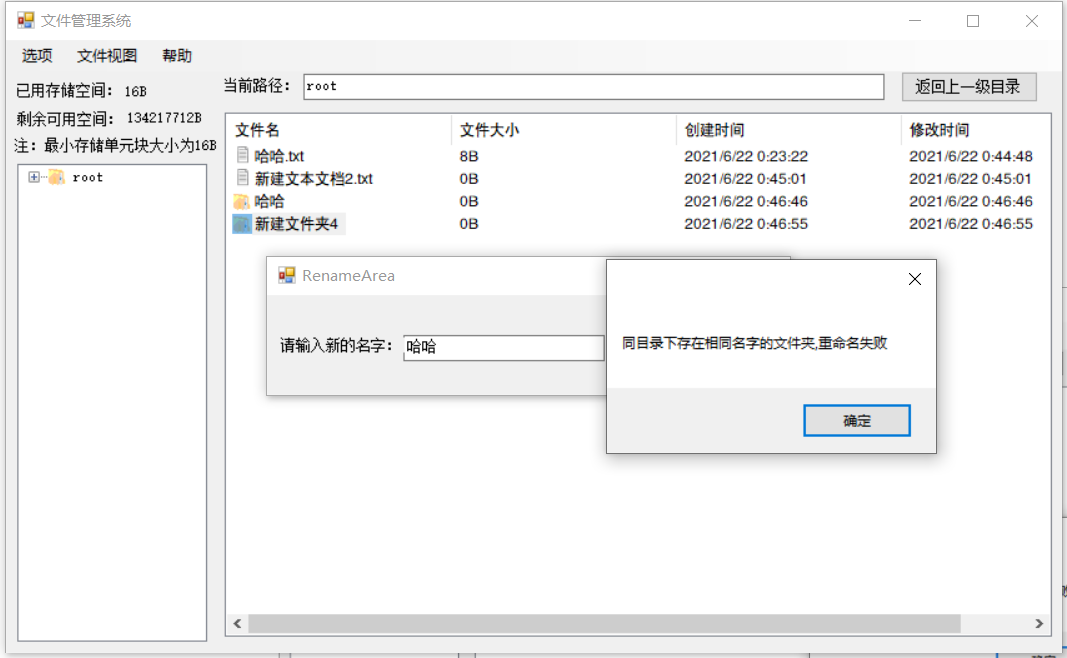 文件管理系统
选项 文件视图 帮助
已用存储空间: 16B
剩余可用空间: 134217712B
注: 最小存储单元块大小为16B
当前路径: root 返回上一级目录
root
文件名 文件大小 创建时间 修改时间
哈哈.txt 8B 2021/6/22 0:23:22 2021/6/22 0:44:48
新建文本文档2.txt 0B 2021/6/22 0:45:01 2021/6/22 0:45:01
哈哈 0B 2021/6/22 0:46:46 2021/6/22 0:46:46
新建文件夹4 0B 2021/6/22 0:46:55 2021/6/22 0:46:55
RenameArea
请输入新的名字: 哈哈
同目录下存在相同名字的文件夹,重命名失败
确定